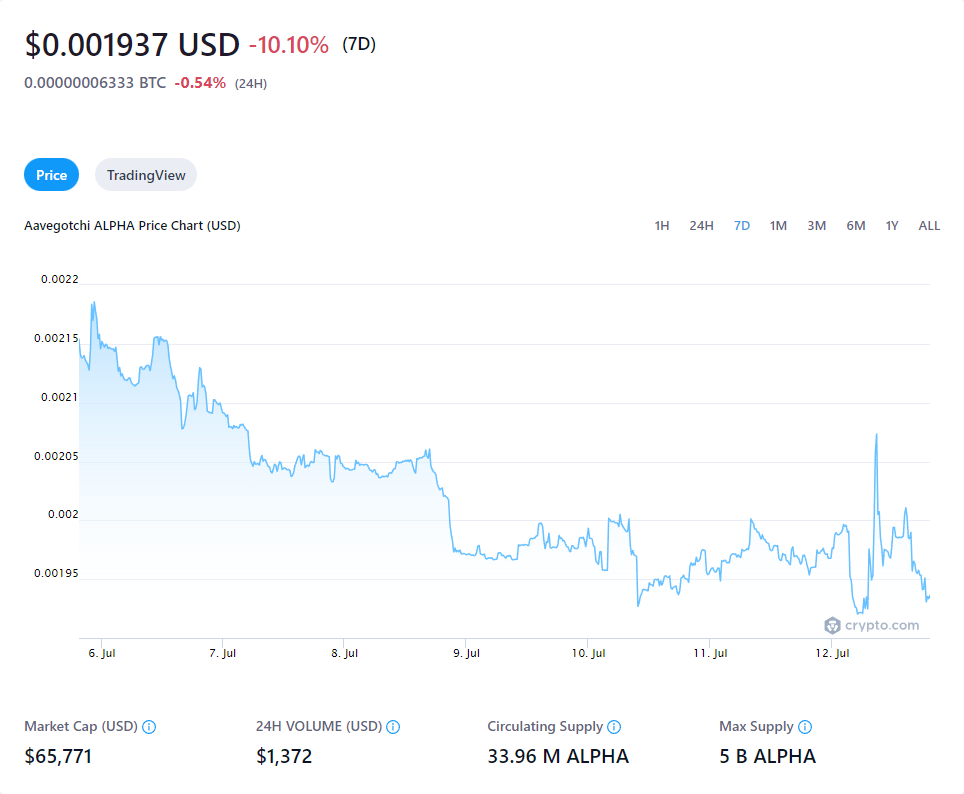 $0.001937 USD -10.10% (7D)
0.00000006333 BTC -0.54% (24H)
Price TradingView
Aavegotchi ALPHA Price Chart (USD) 1H 24H 7D 1M 3M 6M 1Y ALL
0.0022
0.00215
0.0021
0.00205
0.002
0.00195
crypto.com
6. Jul 7. Jul 8. Jul 9. Jul 10. Jul 11. Jul 12. Jul
Market Cap (USD) 24H VOLUME (USD) Circulating Supply Max Supply
$65,771 $1,372 33.96 M ALPHA 5 B ALPHA